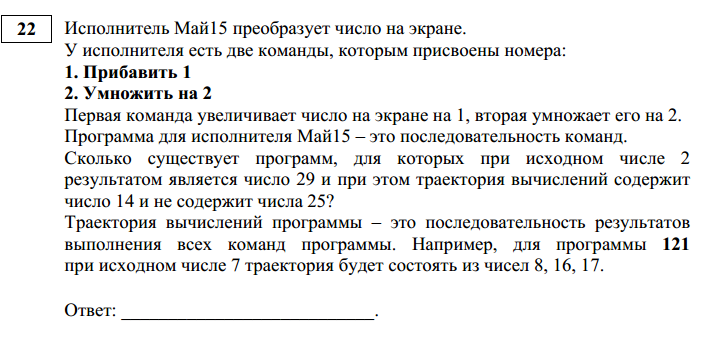 22 Исполнитель Май15 преобразует число на экране.
У исполнителя есть две команды, которым присвоены номера:
1. Прибавить 1
2. Умножить на 2
Первая команда увеличивает число на экране на 1, вторая умножает его на 2.
Программа для исполнителя Май15 – это последовательность команд.
Сколько существует программ, для которых при исходном числе 2
результатом является число 29 и при этом траектория вычислений содержит
число 14 и не содержит числа 25?
Траектория вычислений программы – это последовательность результатов
выполнения всех команд программы. Например, для программы 121
при исходном числе 7 траектория будет состоять из чисел 8, 16, 17.
Ответ: ___________________________.